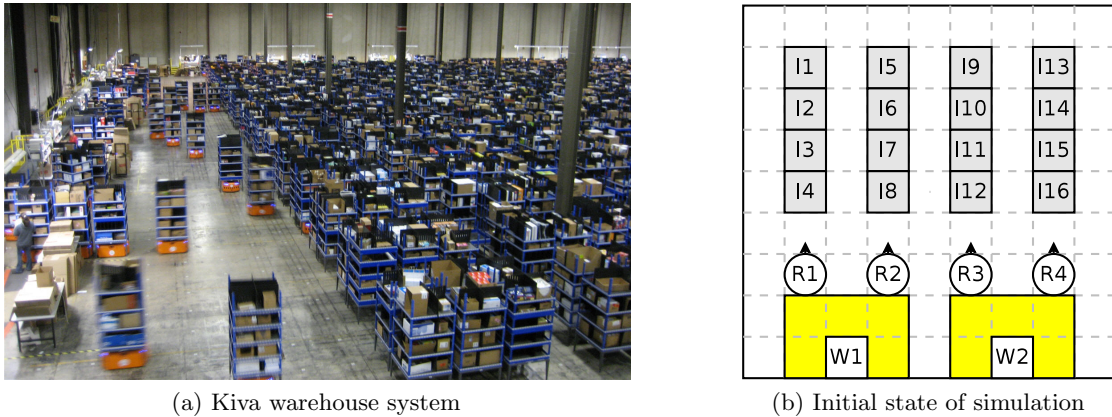 I1 I5 I9 I13
I2 I6 I10 I14
I3 I7 I11 I15
I4 I8 I12 I16
R1 R2 R3 R4
W1 W2
(a) Kiva warehouse system
(b) Initial state of simulation